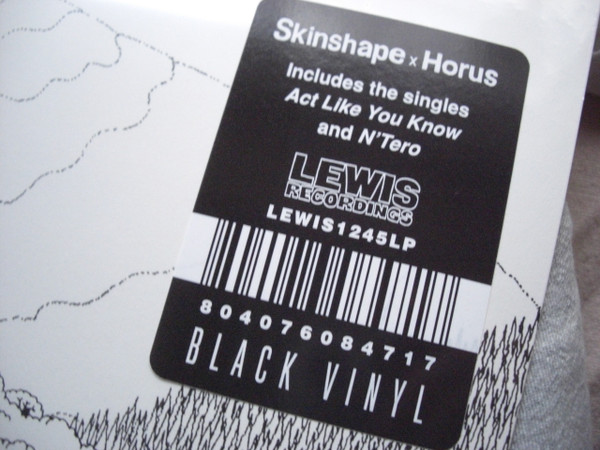 Skinshape x Horus
Includes the singles
Act Like You Know
and N'Tero
LEWIS
RECORDINGS
LEWIS1245LP
804076084717
BLACK VINYL